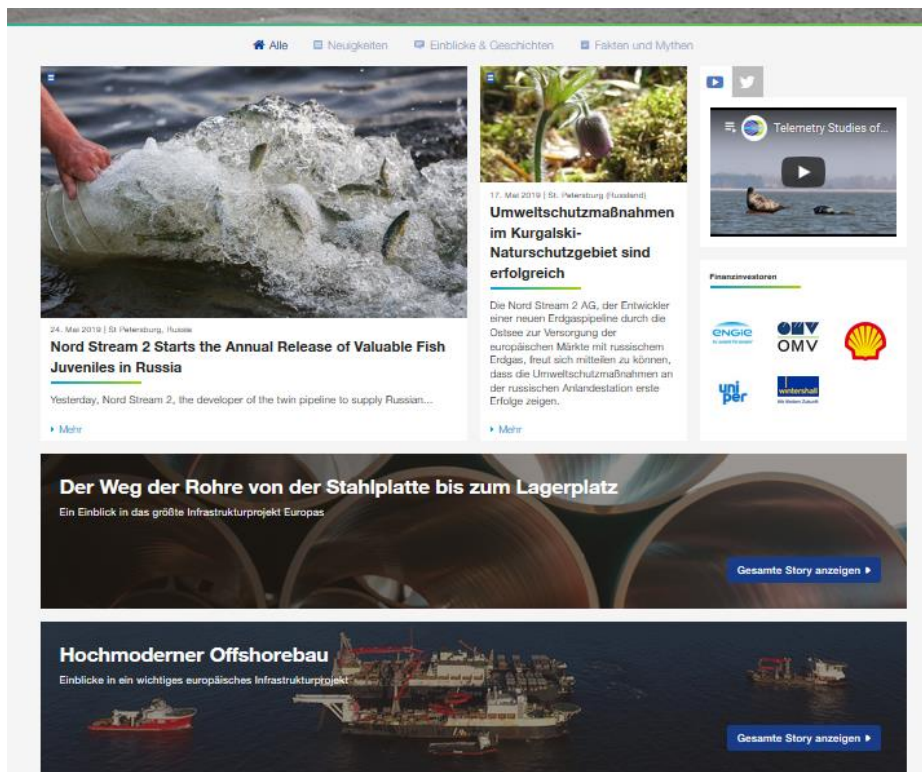 Alle
Neuigkeiten
Einblicke & Geschichten
Fakten und Mythen
24. Mai 2019 | St Petersburg, Russia
Nord Stream 2 Starts the Annual Release of Valuable Fish
Juveniles in Russia
Yesterday, Nord Stream 2, the developer of the twin pipeline to supply Russian...
Mehr
17. Mai 2019 | St. Petersburg (Russland)
Umweltschutzmaßnahmen
im Kurgalski-
Naturschutzgebiet sind
erfolgreich
Die Nord Stream 2 AG, der Entwickler
einer neuen Erdgaspipeline durch die
Ostsee zur Versorgung der
europäischen Märkte mit russischem
Erdgas, freut sich mitteilen zu können,
dass die Umweltschutzmaßnahmen an
der russischen Anlandestation erste
Erfolge zeigen.
Mehr
Telemetry Studies of...
Finanzinvestoren
ENGIE
OMV
OMV
uni
per
wintershall
Der Weg der Rohre von der Stahlplatte bis zum Lagerplatz
Ein Einblick in das größte Infrastrukturprojekt Europas
Gesamte Story anzeigen
Hochmoderner Offshorebau
Einblicke in ein wichtiges europäisches Infrastrukturprojekt
Gesamte Story anzeigen